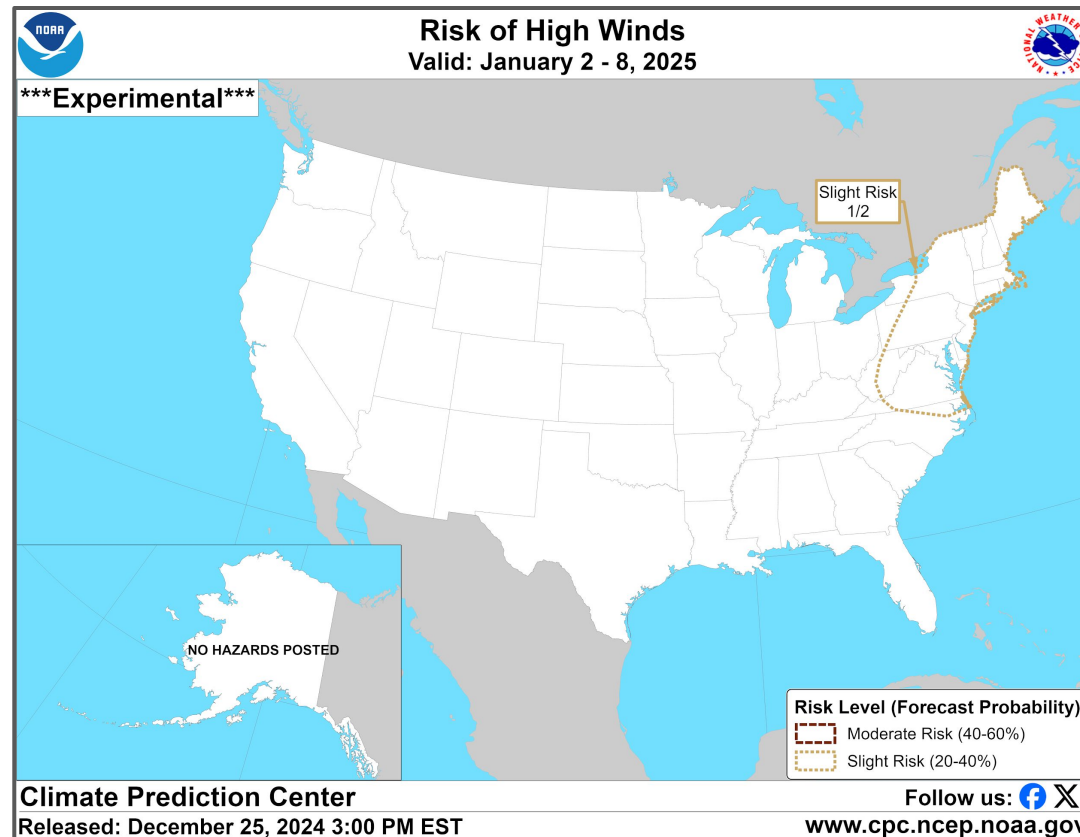 NOAA
Risk of High Winds
Valid: January 2 - 8, 2025
***Experimental***
Slight Risk
1/2
NO HAZARDS POSTED
Risk Level (Forecast Probability)
Moderate Risk (40-60%)
Slight Risk (20-40%)
Climate Prediction Center
Follow us:
Released: December 25, 2024 3:00 PM EST
www.cpc.ncep.noaa.gov